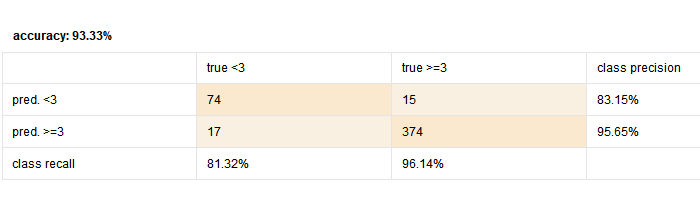 accuracy: 93.33%
true <3 true >=3 class precision
pred. <3 74 15 83.15%
pred. >=3 17 374 95.65%
class recall 81.32% 96.14%